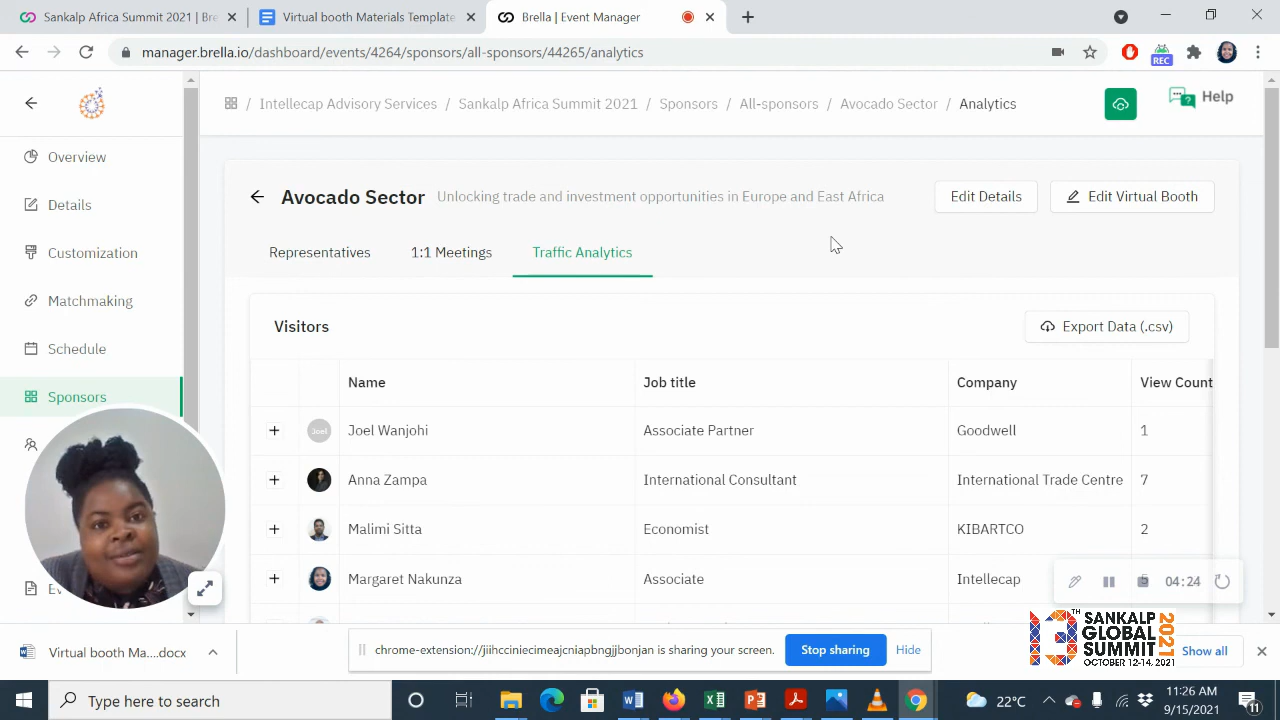 Sankalp Africa Summit 2021 | Bre
Virtual booth Materials Template
Brella | Event Manager
manager.brella.io/dashboard/events/4264/sponsors/all-sponsors/44265/analytics
REC
/ Intellecap Advisory Services / Sankalp Africa Summit 2021 / Sponsors / All-sponsors / Avocado Sector / Analytics
Help
Overview
Details
Customization
Matchmaking
Schedule
Sponsors
Avocado Sector Unlocking trade and investment opportunities in Europe and East Africa
Edit Details
Edit Virtual Booth
Representatives 1:1 Meetings Traffic Analytics
Visitors
Export Data (.csv)
Name Job title Company View Count
Joel Wanjohi Associate Partner Goodwell 1
Anna Zampa International Consultant International Trade Centre 7
Malimi Sitta Economist KIBARTCO 2
Margaret Nakunza Associate Intellecap
04:24
13TH SANKALP GLOBAL SUMMIT 2021
OCTOBER 12-14, 2021
Virtual booth Ma....docx
chrome-extension://jiihcciniecimeajcniapbngjjbonjan is sharing your screen.
Stop sharing
Hide
Show all
Type here to search
22°C
11:26 AM
9/15/2021
11